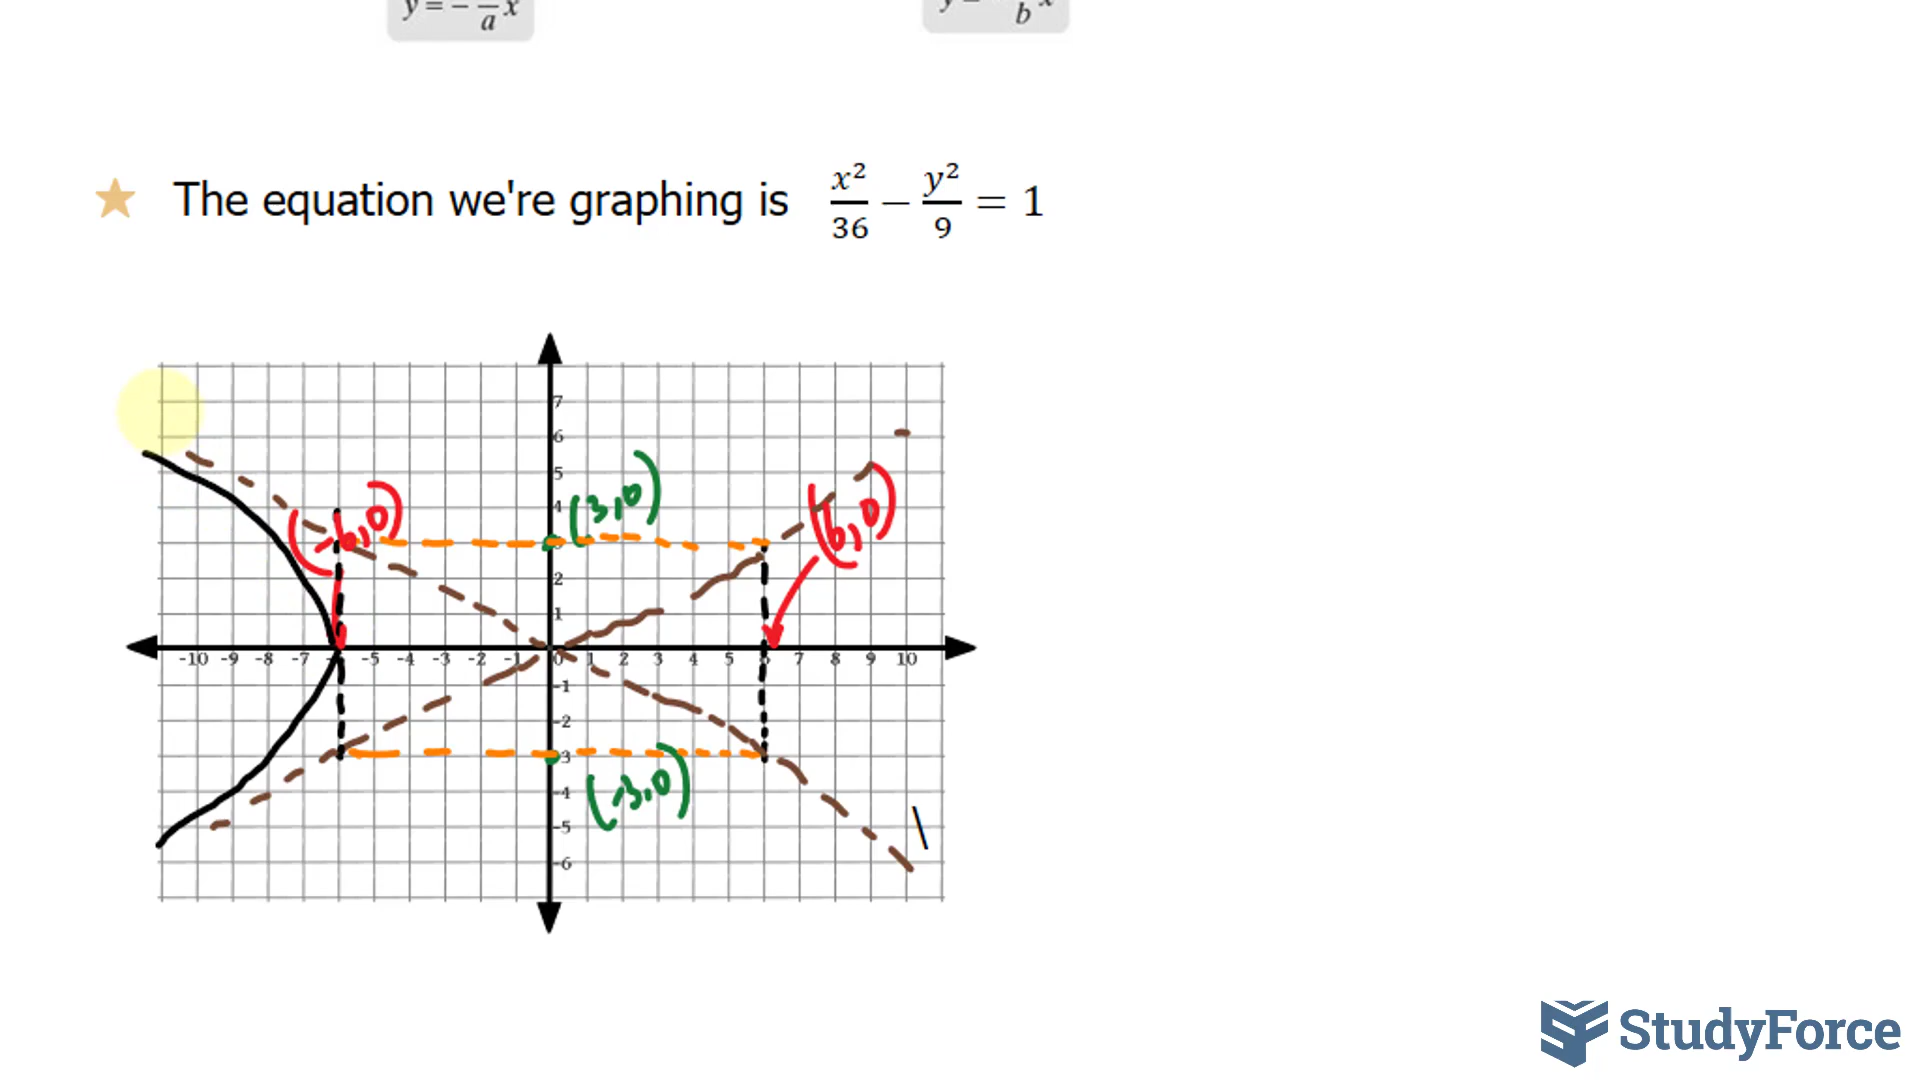 y = - — x
a
b
★ The equation we're graphing is x²/36 − y²/9 = 1
7
6
(-6,0) 5 (3,0) (6,0)
4
3
2
1
-10 -9 -8 -7 -5 -4 -3 -2 -1 0 1 2 3 4 5 6 7 8 9 10
-1
-2
-3
-4 (-3,0)
-5
-6
\
StudyForce